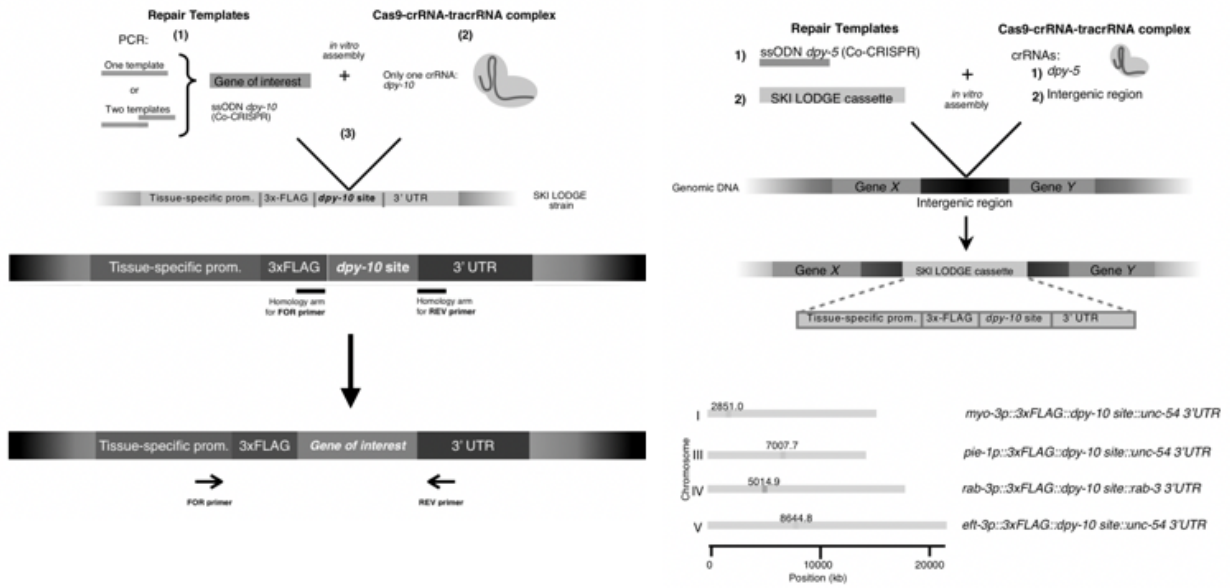 Repair Templates
(1)
PCR:
One template
or
Two templates
Gene of interest
ssODN dpy-10
(Co-CRISPR)
in vitro
assembly
+
Cas9-crRNA-tracrRNA complex
(2)
Only one crRNA:
dpy-10
(3)
Tissue-specific prom. 3x-FLAG dpy-10 site 3' UTR
SKI LODGE
strain
Tissue-specific prom. 3xFLAG dpy-10 site 3' UTR
Homology arm
for FOR primer
Homology arm
for REV primer
Tissue-specific prom. 3xFLAG Gene of interest 3' UTR
FOR primer
REV primer
Repair Templates
1) ssODN dpy-5 (Co-CRISPR)
2) SKI LODGE cassette
+
in vitro
assembly
Cas9-crRNA-tracrRNA complex
crRNAs:
1) dpy-5
2) Intergenic region
Genomic DNA
Gene X
Gene Y
Intergenic region
Gene X SKI LODGE cassette Gene Y
Tissue-specific prom. 3x-FLAG dpy-10 site 3' UTR
Chromosome
I 2851.0 myo-3p::3xFLAG::dpy-10 site::unc-54 3'UTR
III 7007.7 pie-1p::3xFLAG::dpy-10 site::unc-54 3'UTR
IV 5014.9 rab-3p::3xFLAG::dpy-10 site::rab-3 3'UTR
V 8644.8 eft-3p::3xFLAG::dpy-10 site::unc-54 3'UTR
0 10000 20000
Position (kb)